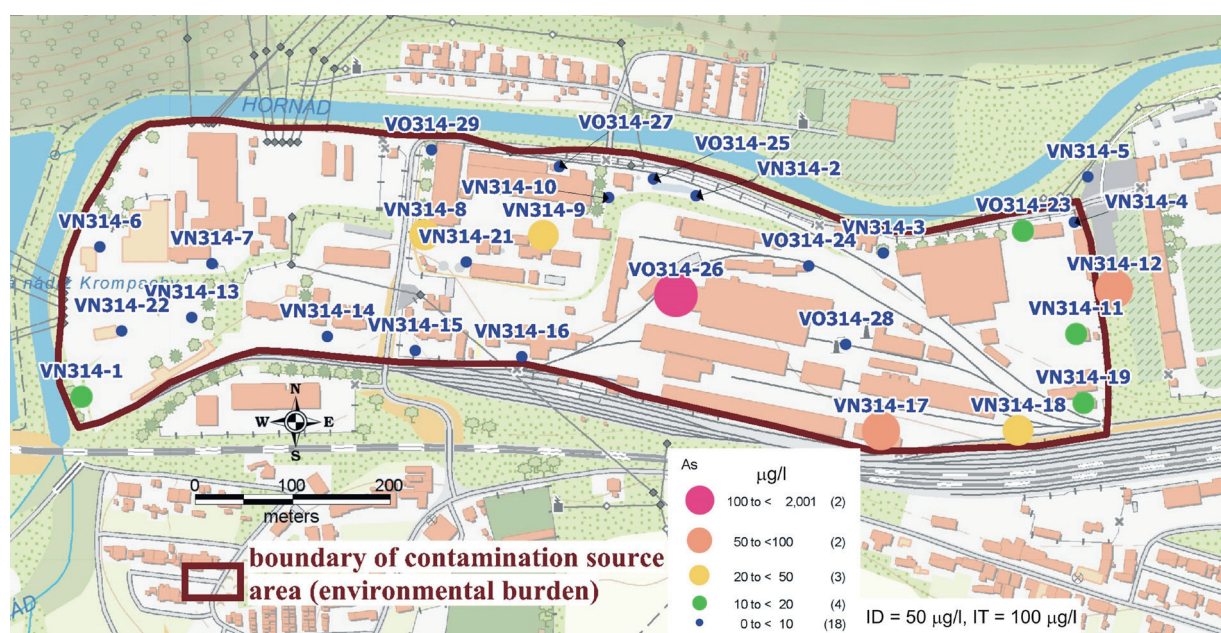 HORNÁD
VO314-29
VO314-27
VO314-25
VN314-2
VN314-5
VN314-10
VN314-6
VN314-7
VN314-8
VN314-9
VN314-21
VO314-24
VN314-3
VO314-23
VN314-4
VO314-26
VN314-12
nádrž Krompachy
VN314-22
VN314-13
VN314-14
VN314-15
VN314-16
VO314-28
VN314-11
VN314-1
VN314-19
VN314-17
VN314-18
N
W E
S
0 100 200
meters
boundary of contamination source
area (environmental burden)
As
µg/l
100 to < 2,001 (2)
50 to <100 (2)
20 to < 50 (3)
10 to < 20 (4)
0 to < 10 (18)
ID = 50 µg/l, IT = 100 µg/l
ÁD